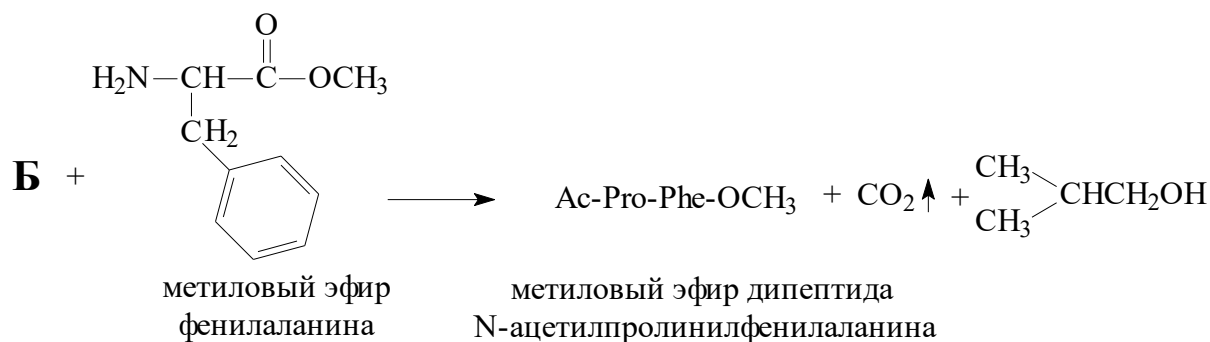 O
H₂N—CH—C—OCH₃
CH₂
Б + Ac-Pro-Phe-OCH₃ + CO₂↑ + CH₃ CHCH₂OH
CH₃
метиловый эфир
фенилаланина
метиловый эфир дипептида
N-ацетилпролинилфенилаланина